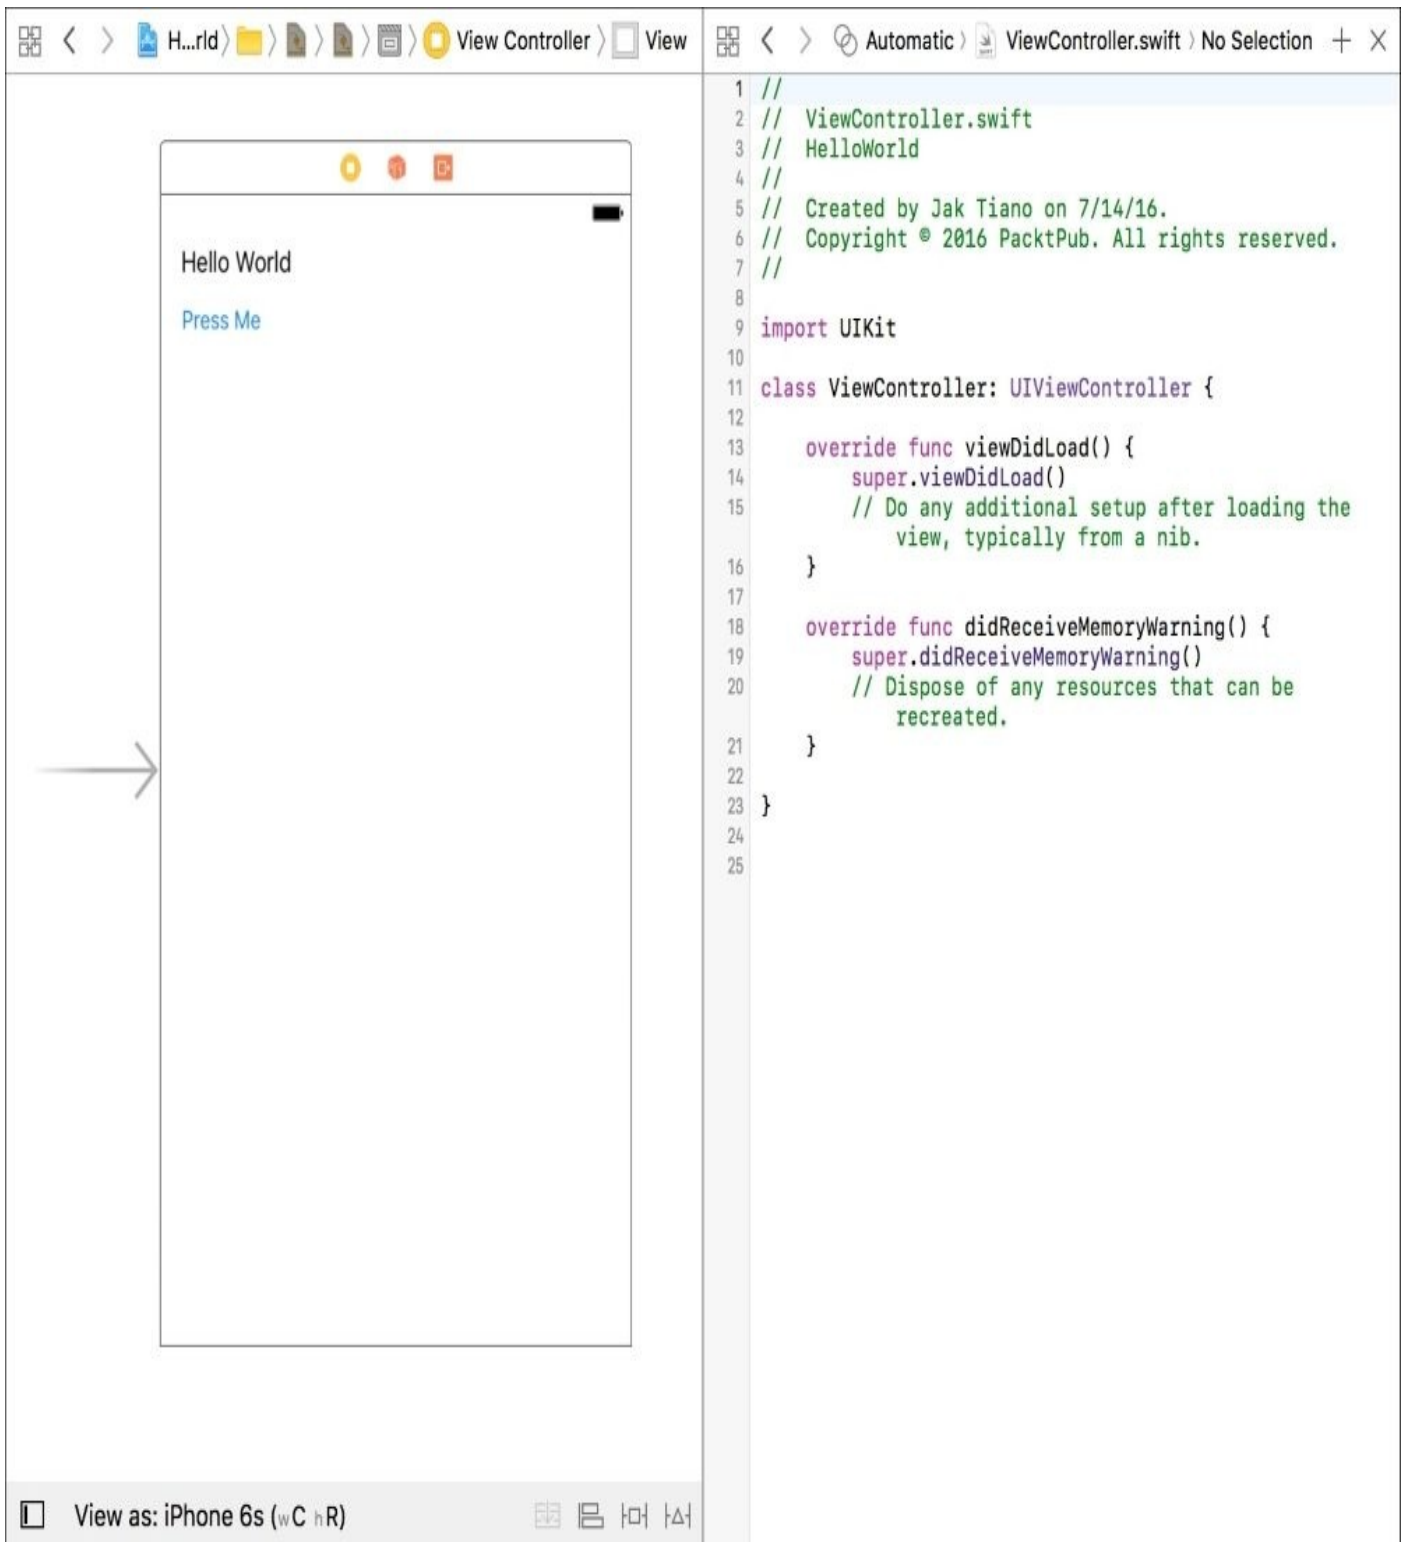 H...rld
View Controller
View
Hello World
Press Me
View as: iPhone 6s (wC hR)
Automatic
ViewController.swift
No Selection
1 //
2 //  ViewController.swift
3 //  HelloWorld
4 //
5 //  Created by Jak Tiano on 7/14/16.
6 //  Copyright © 2016 PacktPub. All rights reserved.
7 //
8
9 import UIKit
10
11 class ViewController: UIViewController {
12
13     override func viewDidLoad() {
14         super.viewDidLoad()
15         // Do any additional setup after loading the
             view, typically from a nib.
16     }
17
18     override func didReceiveMemoryWarning() {
19         super.didReceiveMemoryWarning()
20         // Dispose of any resources that can be
             recreated.
21     }
22
23 }
24
25